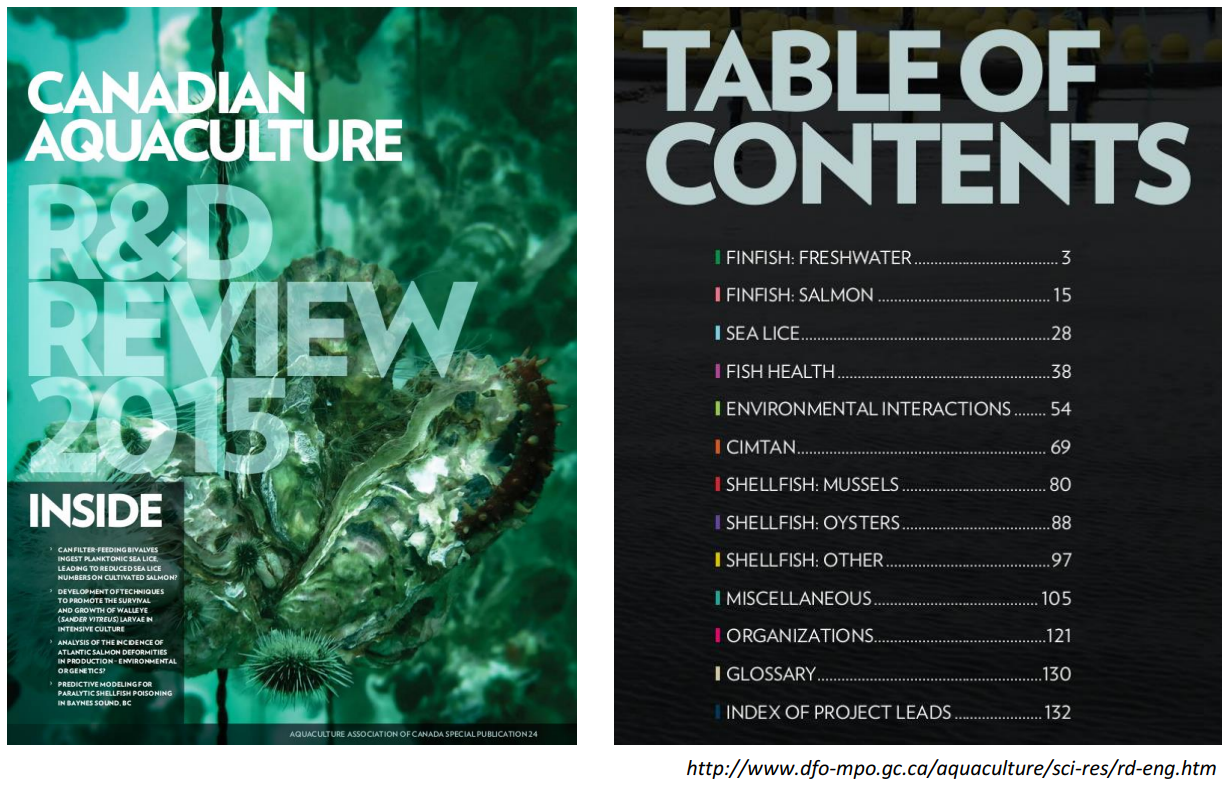 CANADIAN
AQUACULTURE
R&D
REVIEW
2015
INSIDE
› CAN FILTER-FEEDING BIVALVES
INGEST PLANKTONIC SEA LICE,
LEADING TO REDUCED SEA LICE
NUMBERS ON CULTIVATED SALMON?
› DEVELOPMENT OF TECHNIQUES
TO PROMOTE THE SURVIVAL
AND GROWTH OF WALLEYE
(SANDER VITREUS) LARVAE IN
INTENSIVE CULTURE
› ANALYSIS OF THE INCIDENCE OF
ATLANTIC SALMON DEFORMITIES
IN PRODUCTION - ENVIRONMENTAL
OR GENETICS?
› PREDICTIVE MODELING FOR
PARALYTIC SHELLFISH POISONING
IN BAYNES SOUND, BC
AQUACULTURE ASSOCIATION OF CANADA SPECIAL PUBLICATION 24
TABLE OF
CONTENTS
FINFISH: FRESHWATER .................................... 3
FINFISH: SALMON ........................................... 15
SEA LICE.............................................................. 28
FISH HEALTH ..................................................... 38
ENVIRONMENTAL INTERACTIONS ........ 54
CIMTAN............................................................... 69
SHELLFISH: MUSSELS .................................... 80
SHELLFISH: OYSTERS..................................... 88
SHELLFISH: OTHER ......................................... 97
MISCELLANEOUS ......................................... 105
ORGANIZATIONS........................................... 121
GLOSSARY......................................................... 130
INDEX OF PROJECT LEADS ...................... 132
http://www.dfo-mpo.gc.ca/aquaculture/sci-res/rd-eng.htm